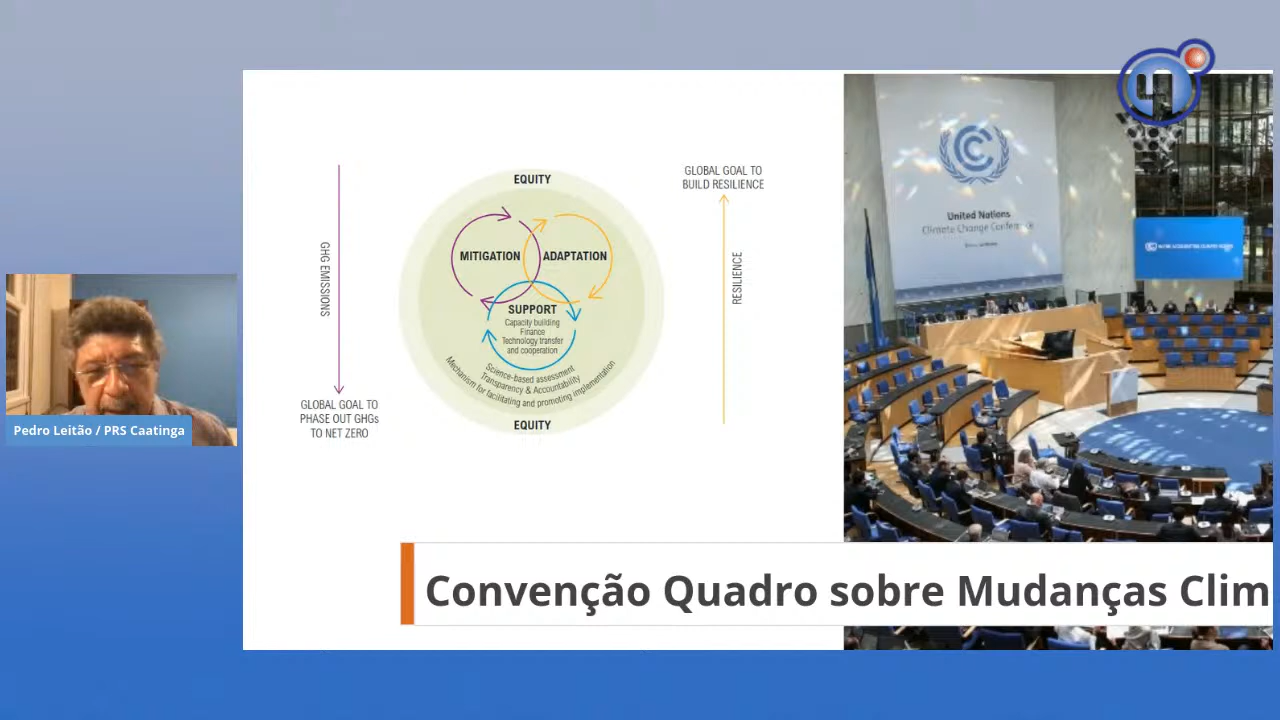 EQUITY
MITIGATION
ADAPTATION
SUPPORT
Capacity building
Finance
Technology transfer
and cooperation
Science-based assessment
Transparency & Accountability
Mechanism for facilitating and promoting implementation
EQUITY
GHG EMISSIONS
GLOBAL GOAL TO
PHASE OUT GHGs
TO NET ZERO
GLOBAL GOAL TO
BUILD RESILIENCE
RESILIENCE
United Nations
Climate Change Conference
Pedro Leitão / PRS Caatinga
Convenção Quadro sobre Mudanças Clim